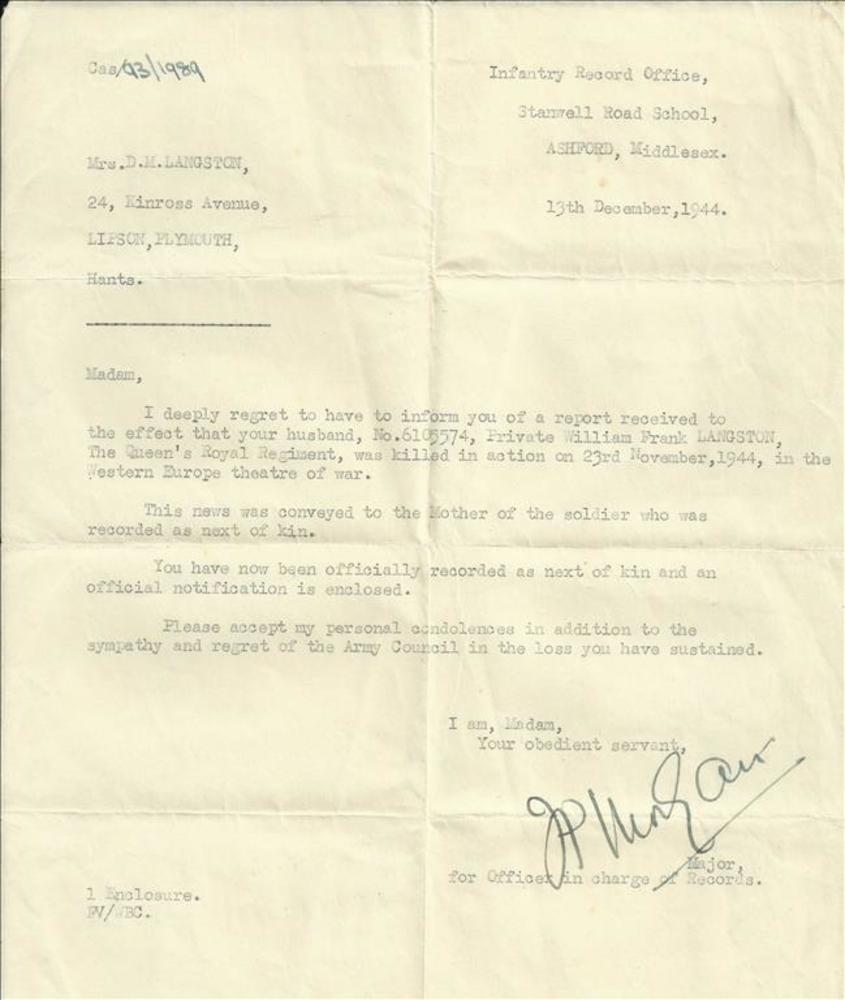 Cas/Q3/1989
Infantry Record Office,
Stanwell Road School,
ASHFORD, Middlesex.
13th December,1944.
Mrs.D.M.LANGSTON,
24, Kinross Avenue,
LIPSON,PLYMOUTH,
Hants.
Madam,
I deeply regret to have to inform you of a report received to
the effect that your husband, No.6105574, Private William Frank LANGSTON,
The Queen's Royal Regiment, was killed in action on 23rd November,1944, in the
Western Europe theatre of war.
This news was conveyed to the Mother of the soldier who was
recorded as next of kin.
You have now been officially recorded as next of kin and an
official notification is enclosed.
Please accept my personal condolences in addition to the
sympathy and regret of the Army Council in the loss you have sustained.
I am, Madam,
Your obedient servant,
Major,
for Officer in charge of Records.
1 Enclosure.